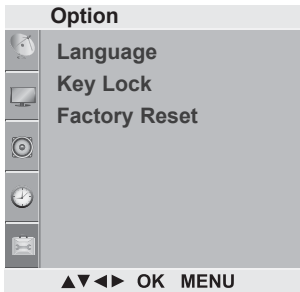 Option
Language
Key Lock
Factory Reset
▲▼◄► OK MENU